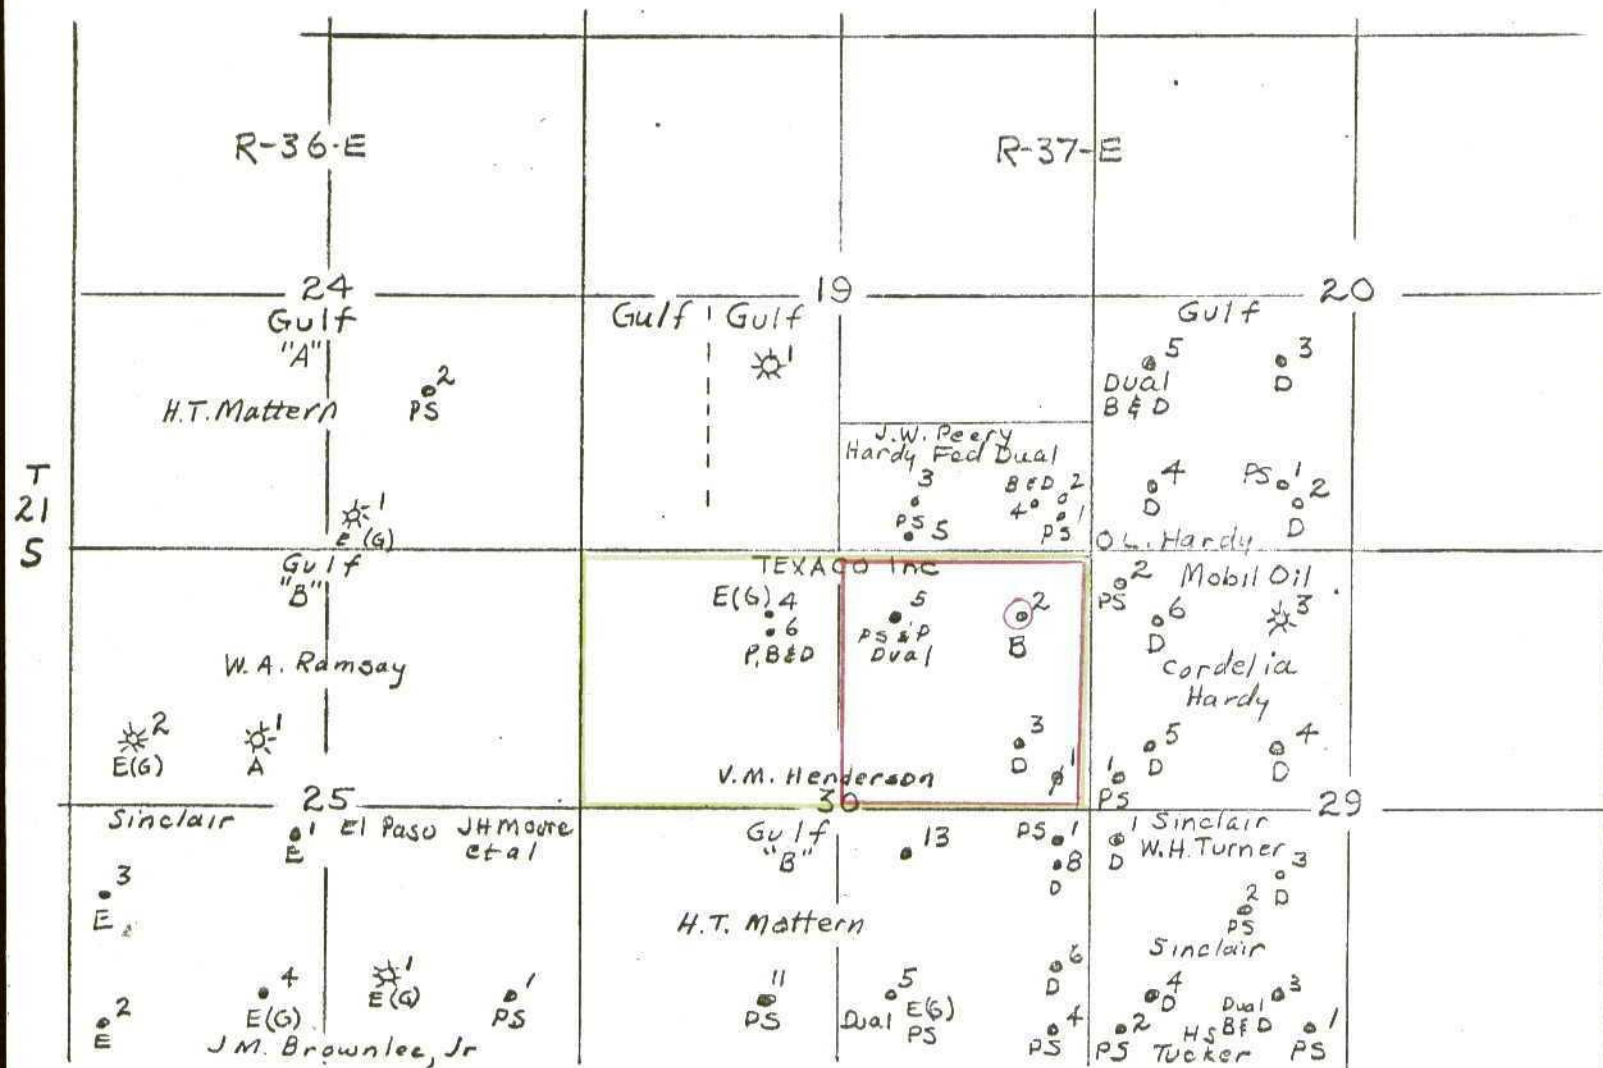 R-36-E
R-37-E
T
21
S
24
19
20
Gulf
"A"
H.T. Mattern
2
PS
1
E (G)
Gulf
Gulf
1
J.W. Peery
Hardy Fed Dual
3
PS
5
B & D
2
4
1
PS
Gulf
5
Dual
B & D
3
D
4
D
PS
1
2
D
O L. Hardy
Gulf
"B"
W.A. Ramsay
2
E(G)
1
A
25
TEXACO Inc
E(G) 4
6
P, B & D
5
PS & P
Dual
2
B
3
D
1
V.M. Henderson
30
2
PS
Mobil Oil
6
D
3
Cordelia
Hardy
1
PS
5
D
4
D
29
Sinclair
1
E
3
E
2
E
4
E(G)
El Paso
J H Moore
et al
1
E(G)
1
PS
J M. Brownlee, Jr
Gulf
"B"
13
PS
1
8
D
H.T. Mattern
11
PS
5
Dual
E(G)
PS
6
D
4
PS
1
D
Sinclair
W.H. Turner
3
D
2
PS
Sinclair
4
D
Dual
B & D
3
2
PS
H S
Tucker
1
PS